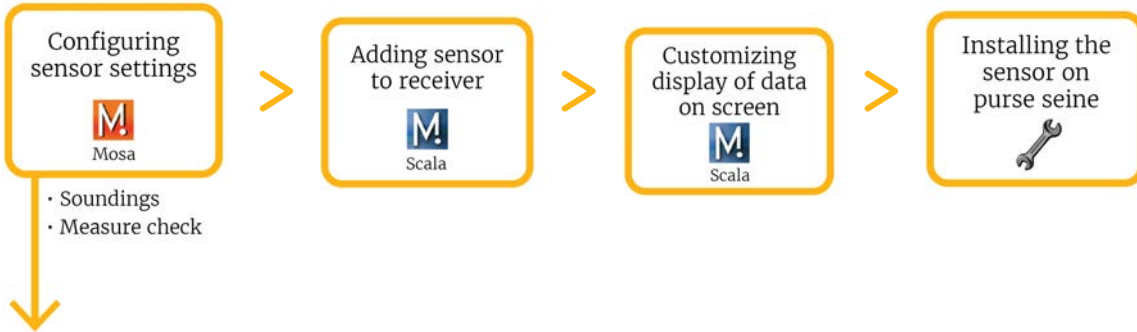 Configuring
sensor settings
M.
Mosa
Adding sensor
to receiver
M.
Scala
Customizing
display of data
on screen
M.
Scala
Installing the
sensor on
purse seine
· Soundings
· Measure check